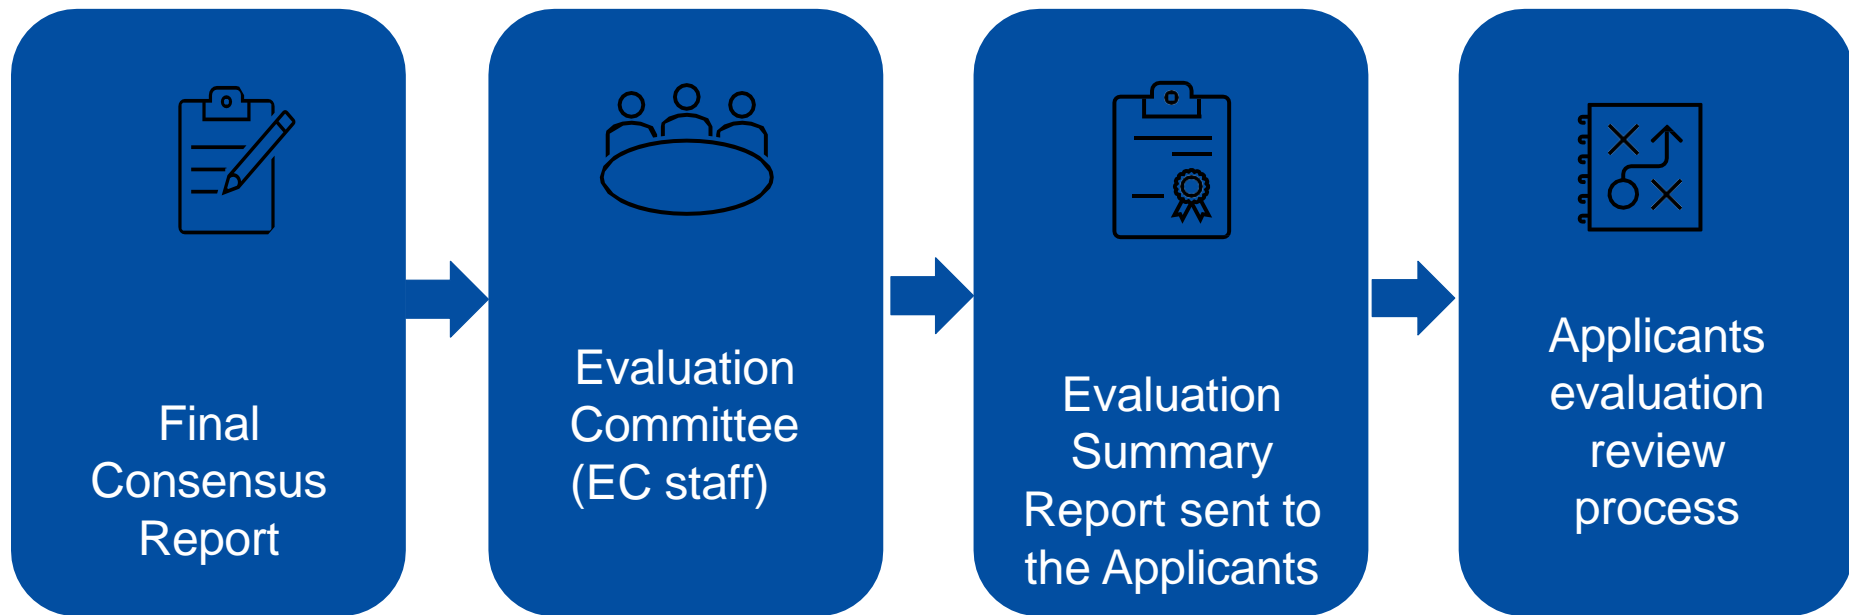 Final
Consensus
Report
Evaluation
Committee
(EC staff)
Evaluation
Summary
Report sent to
the Applicants
Applicants
evaluation
review
process